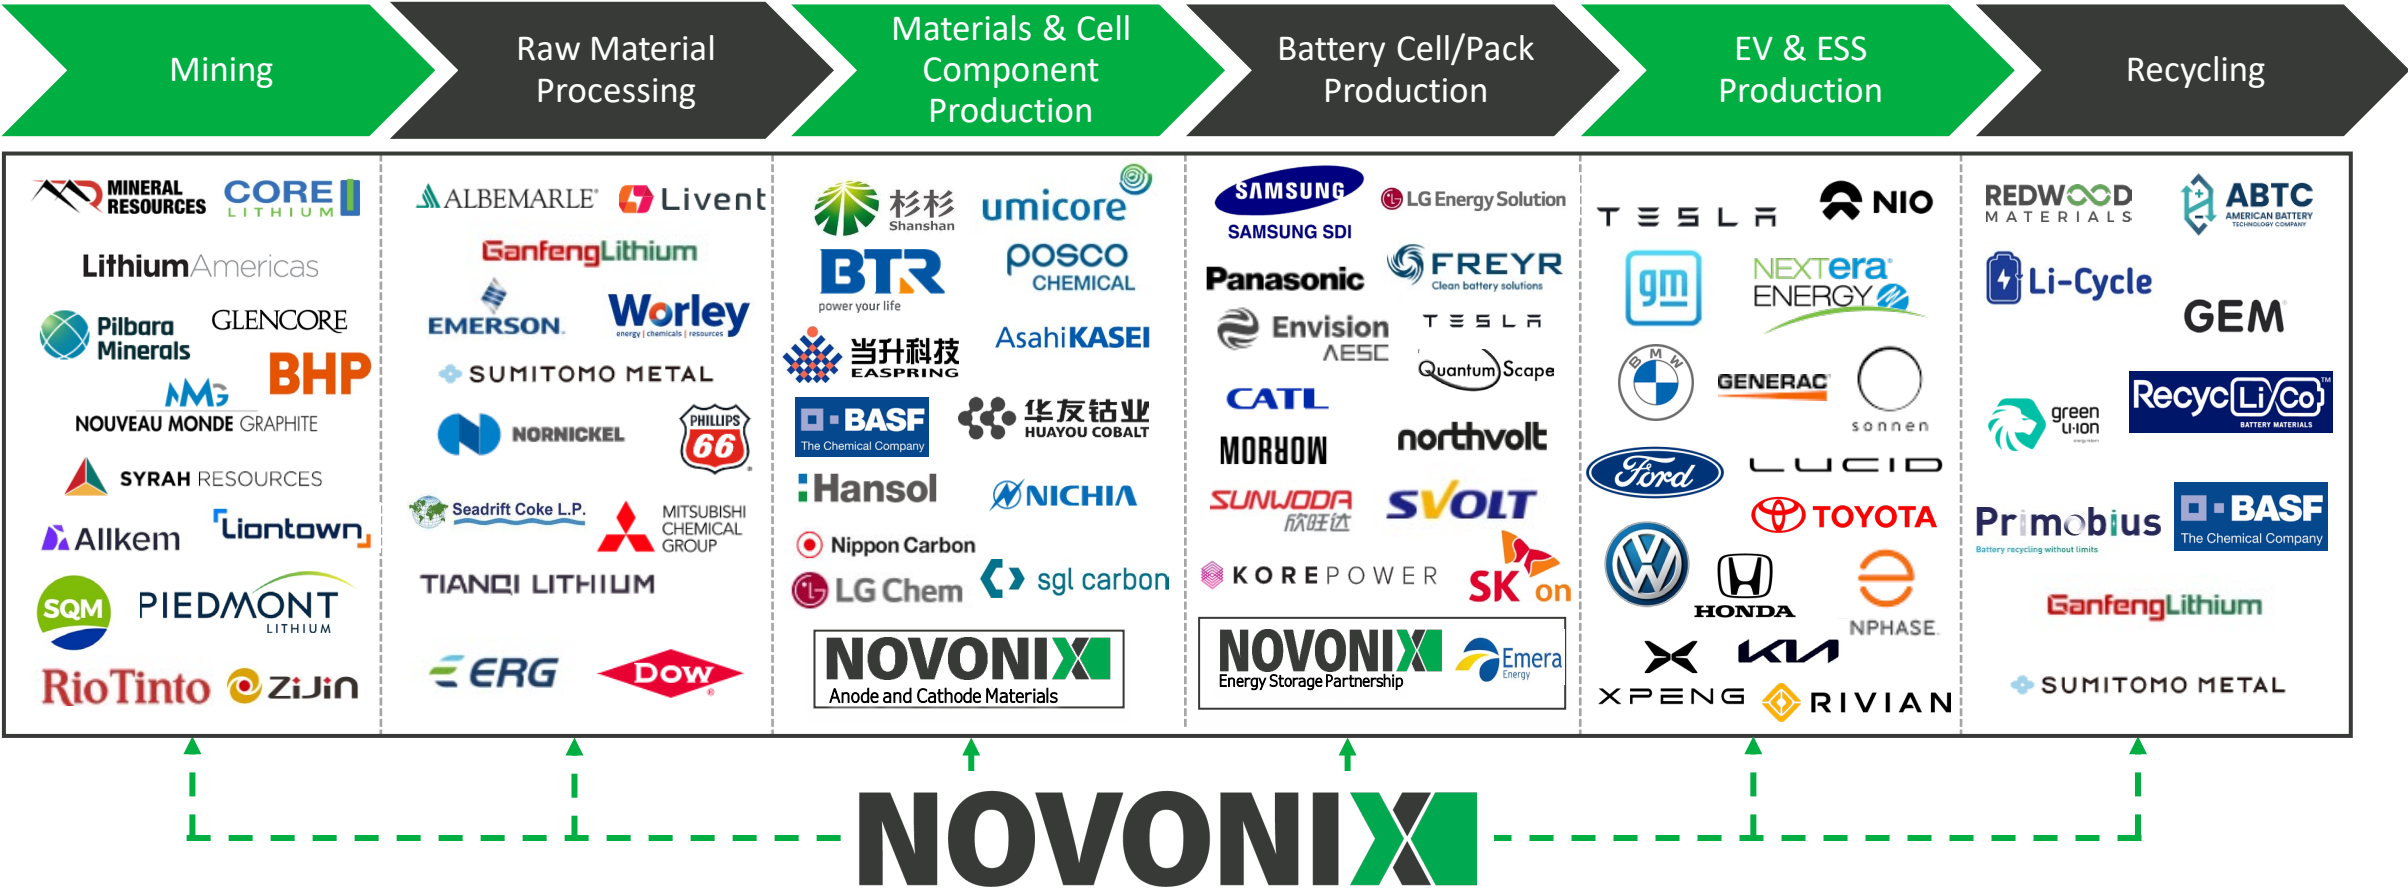 Mining
Raw Material
Processing
Materials & Cell
Component
Production
Battery Cell/Pack
Production
EV & ESS
Production
Recycling
MINERAL
RESOURCES
CORE
LITHIUM
LithiumAmericas
Pilbara
Minerals
GLENCORE
BHP
NMG
NOUVEAU MONDE GRAPHITE
SYRAH RESOURCES
Allkem
Liontown
SQM
PIEDMONT
LITHIUM
RioTinto
ZiJin
ALBEMARLE®
Livent
GanfengLithium
EMERSON
Worley
energy | chemicals | resources
SUMITOMO METAL
NORNICKEL
PHILLIPS
66
Seadrift Coke L.P.
MITSUBISHI
CHEMICAL
GROUP
TIANQI LITHIUM
ERG
DOW
®
杉杉
Shanshan
umicore
BTR
power your life
posco
CHEMICAL
当升科技
EASPRING
AsahiKASEI
BASF
The Chemical Company
华友钴业
HUAYOU COBALT
Hansol
NICHIA
Nippon Carbon
LG Chem
sgl carbon
NOVONIX
Anode and Cathode Materials
SAMSUNG
SAMSUNG SDI
LG Energy Solution
Panasonic
FREYR
Clean battery solutions
Envision
AESC
TESLA
QuantumScape
CATL
MORROW
northvolt
SUNWODA
欣旺达
SVOLT
KOREPOWER
SK on
NOVONIX
Energy Storage Partnership
Emera
Energy
TESLA
NIO
gm
NEXTera
ENERGY
BMW
GENERAC
sonnen
Ford
LUCID
TOYOTA
VW
HONDA
NPHASE
XPENG
KIA
RIVIAN
REDWOOD
MATERIALS
ABTC
AMERICAN BATTERY
TECHNOLOGY COMPANY
Li-Cycle
GEM
green
li-ion
RecycLiCo™
BATTERY MATERIALS
Primobius
Battery recycling without limits
BASF
The Chemical Company
GanfengLithium
SUMITOMO METAL
NOVONIX